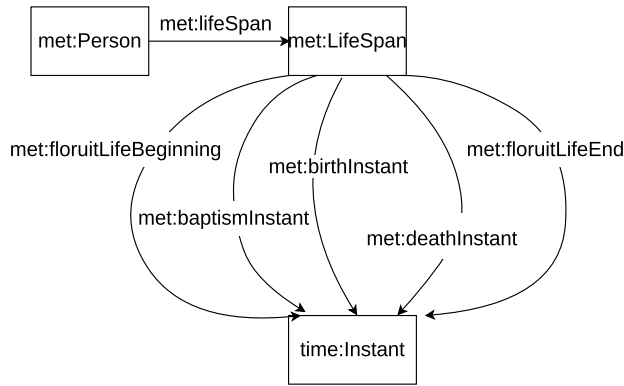 met:lifeSpan
met:Person
met:LifeSpan
met:floruitLifeBeginning
met:floruitLifeEnd
met:birthInstant
met:baptismInstant
met:deathInstant
time:Instant